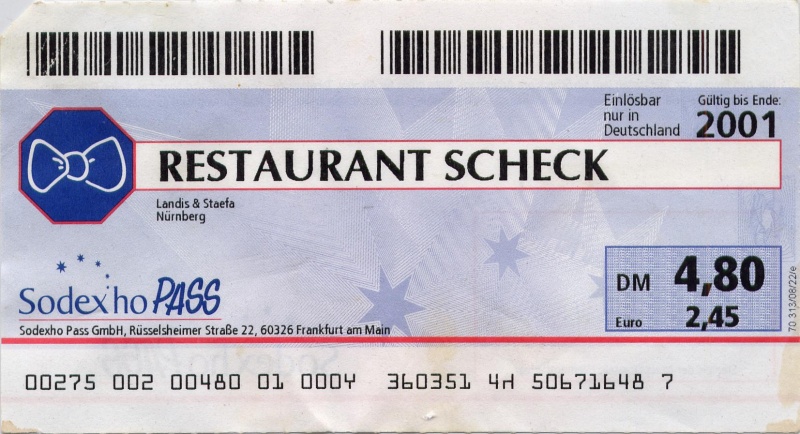 Einlösbar
nur in
Deutschland
Gültig bis Ende:
2001
RESTAURANT SCHECK
Landis & Staefa
Nürnberg
Sodexho PASS
Sodexho Pass GmbH, Rüsselsheimer Straße 22, 60326 Frankfurt am Main
DM 4,80
Euro 2,45
70 313/08/22/e
00275 002 00480 01 000Y 360351 4H 50671648 7